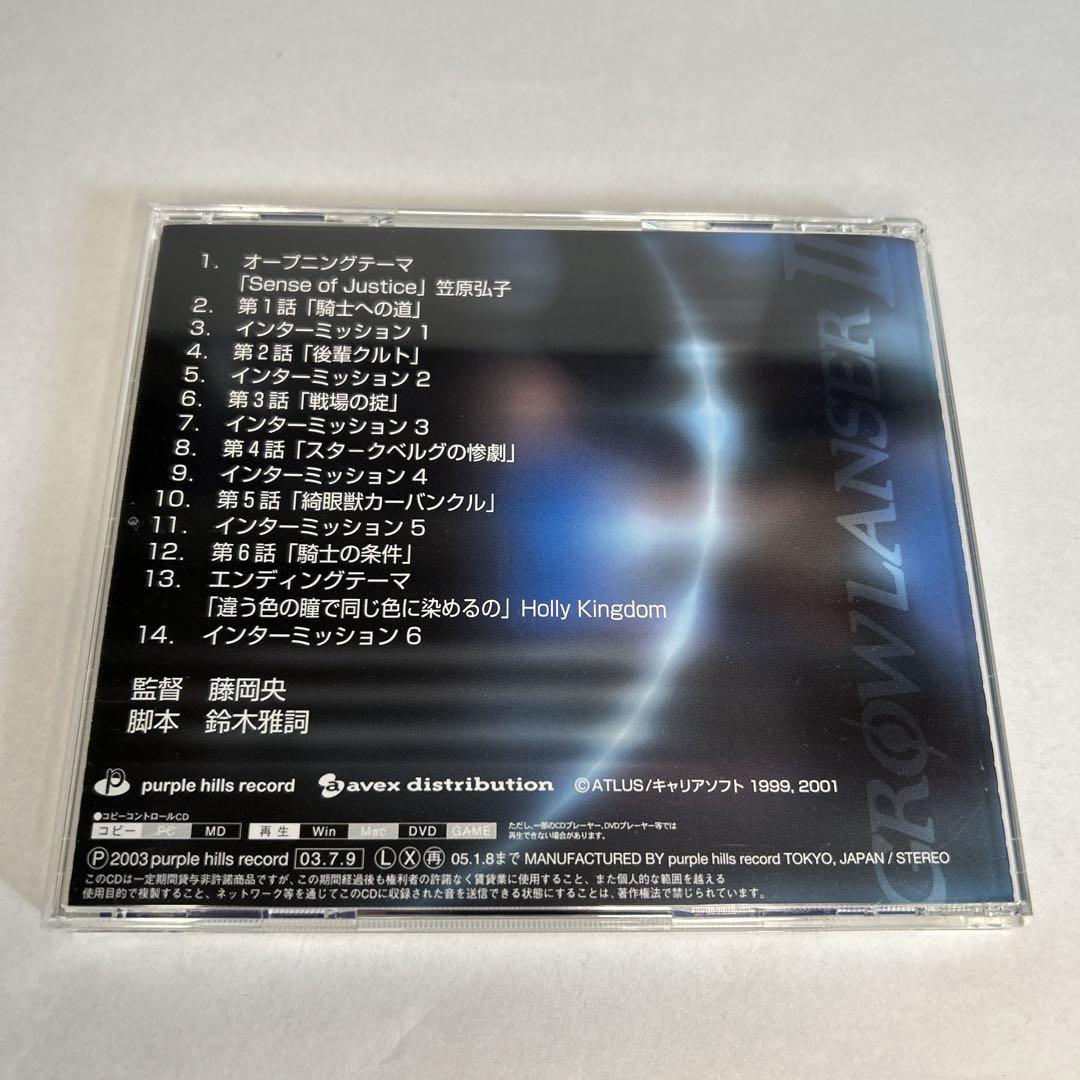 1. オープニングテーマ
「Sense of Justice」笠原弘子
2. 第1話「騎士への道」
3. インターミッション 1
4. 第2話「後輩クルト」
5. インターミッション 2
6. 第3話「戦場の掟」
7. インターミッション 3
8. 第4話「スタークベルグの惨劇」
9. インターミッション 4
10. 第5話「綺眼獣カーバンクル」
11. インターミッション 5
12. 第6話「騎士の条件」
13. エンディングテーマ
「違う色の瞳で同じ色に染めるの」Holly Kingdom
14. インターミッション 6
監督 藤岡央
脚本 鈴木雅詞
purple hills record avex distribution ©ATLUS/キャリアソフト 1999, 2001
●コピーコントロールCD
コピー PC MD 再生 Win Mac DVD GAME
ただし、一部のCDプレーヤー、DVDプレーヤー等では
再生できない場合があります。
Ⓟ2003 purple hills record 03.7.9 Ⓛ Ⓧ 再 05.1.8まで MANUFACTURED BY purple hills record TOKYO, JAPAN / STEREO
このCDは一定期間貸与非許諾商品ですが、この期間経過後も権利者の許諾なく賃貸業に使用すること、また個人的な範囲を越える
使用目的で複製すること、ネットワーク等を通じてこのCDに収録された音を送信できる状態にすることは、著作権法で禁じられています。
GROWLANSER II